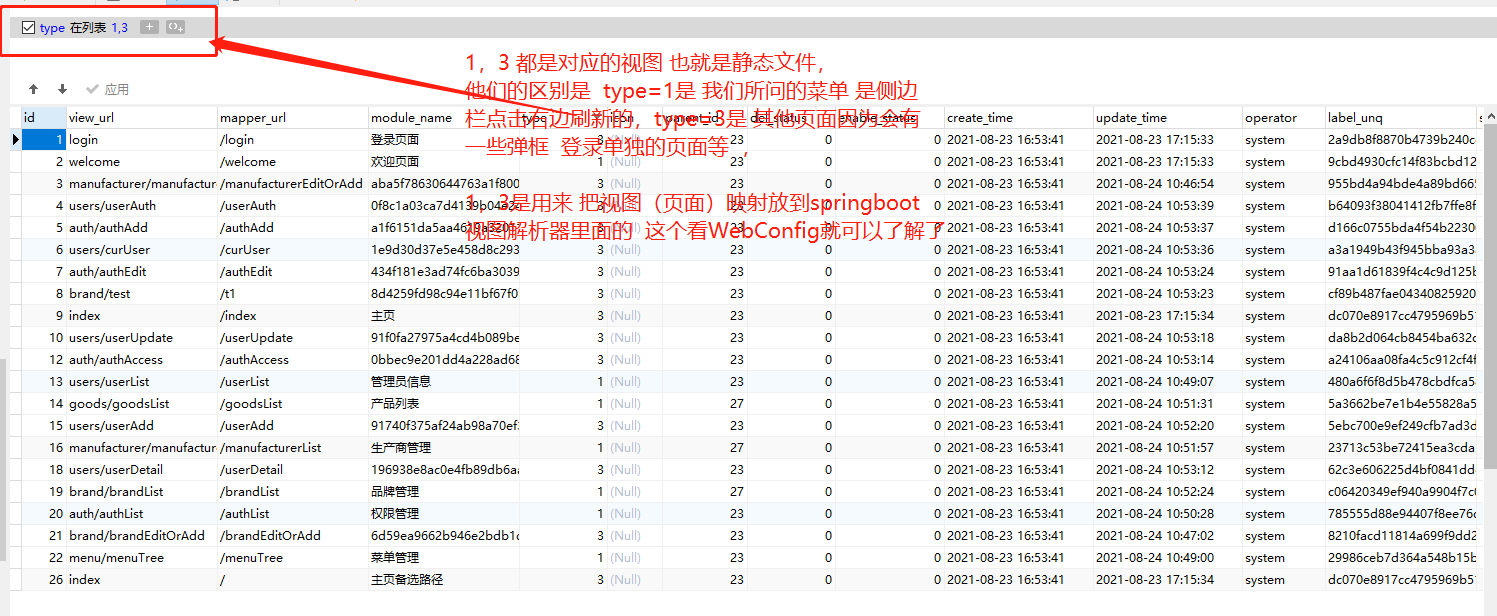 type 在列表 1,3
应用
1，3 都是对应的视图 也就是静态文件，
他们的区别是 type=1是 我们所问的菜单 是侧边
栏点击右边刷新的，type=3是 其他页面因为会有
一些弹框 登录单独的页面等，
1，3是用来 把视图（页面）映射放到springboot
视图解析器里面的 这个看WebConfig就可以了解了
id view_url mapper_url module_name type icon parent_id del_status enable_status create_time update_time operator label_unq
1 login /login 登录页面 3 (Null) 23 0 0 2021-08-23 16:53:41 2021-08-23 17:15:33 system 2a9db8f8870b4739b240c
2 welcome /welcome 欢迎页面 1 (Null) 23 0 0 2021-08-23 16:53:41 2021-08-23 17:15:33 system 9cbd4930cfc14f83bcbd12
3 manufacturer/manufactur /manufacturerEditOrAdd aba5f78630644763a1f800 3 (Null) 23 0 0 2021-08-23 16:53:41 2021-08-24 10:46:54 system 955bd4a94bde4a89bd66
4 users/userAuth /userAuth 23 0 0 2021-08-23 16:53:41 2021-08-24 10:53:39 system b64093f38041412fb7ffe8f
5 auth/authAdd /authAdd 23 0 0 2021-08-23 16:53:41 2021-08-24 10:53:37 system d166c0755bda4f54b2230
6 users/curUser /curUser 1e9d30d37e5e458d8c293 3 (Null) 23 0 0 2021-08-23 16:53:41 2021-08-24 10:53:36 system a3a1949b43f945bba93a3
7 auth/authEdit /authEdit 434f181e3ad74fc6ba3039 3 (Null) 23 0 0 2021-08-23 16:53:41 2021-08-24 10:53:24 system 91aa1d61839f4c4c9d125b
8 brand/test /t1 8d4259fd98c94e11bf67f0 3 (Null) 23 0 0 2021-08-23 16:53:41 2021-08-24 10:53:23 system cf89b487fae04340825920
9 index /index 主页 3 (Null) 23 0 0 2021-08-23 16:53:41 2021-08-23 17:15:34 system dc070e8917cc4795969b5
10 users/userUpdate /userUpdate 91f0fa27975a4cd4b089be 3 (Null) 23 0 0 2021-08-23 16:53:41 2021-08-24 10:53:18 system da8b2d064cb8454ba632c
12 auth/authAccess /authAccess 0bbec9e201dd4a228ad68 3 (Null) 23 0 0 2021-08-23 16:53:41 2021-08-24 10:53:14 system a24106aa08fa4c5c912cf4f
13 users/userList /userList 管理员信息 1 (Null) 23 0 0 2021-08-23 16:53:41 2021-08-24 10:49:07 system 480a6f6f8d5b478cbdfca5
14 goods/goodsList /goodsList 产品列表 1 (Null) 27 0 0 2021-08-23 16:53:41 2021-08-24 10:51:31 system 5a3662be7e1b4e55828a5
15 users/userAdd /userAdd 91740f375af24ab98a70ef 3 (Null) 23 0 0 2021-08-23 16:53:41 2021-08-24 10:52:20 system 5ebc700e9ef249cfb7ad3d
16 manufacturer/manufactur /manufacturerList 生产商管理 1 (Null) 27 0 0 2021-08-23 16:53:41 2021-08-24 10:51:57 system 23713c53be72415ea3cda
18 users/userDetail /userDetail 196938e8ac0e4fb89db6aa 3 (Null) 23 0 0 2021-08-23 16:53:41 2021-08-24 10:53:12 system 62c3e606225d4bf0841dd
19 brand/brandList /brandList 品牌管理 1 (Null) 27 0 0 2021-08-23 16:53:41 2021-08-24 10:52:24 system c06420349ef940a9904f7c
20 auth/authList /authList 权限管理 1 (Null) 23 0 0 2021-08-23 16:53:41 2021-08-24 10:50:28 system 785555d88e94407f8ee76
21 brand/brandEditOrAdd /brandEditOrAdd 6d59ea9662b946e2bdb1 3 (Null) 23 0 0 2021-08-23 16:53:41 2021-08-24 10:47:02 system 8210facd11814a699f9dd2
22 menu/menuTree /menuTree 菜单管理 1 (Null) 23 0 0 2021-08-23 16:53:41 2021-08-24 10:49:00 system 29986ceb7d364a548b15b
26 index / 主页备选路径 3 (Null) 23 0 0 2021-08-23 16:53:41 2021-08-23 17:15:34 system dc070e8917cc4795969b5